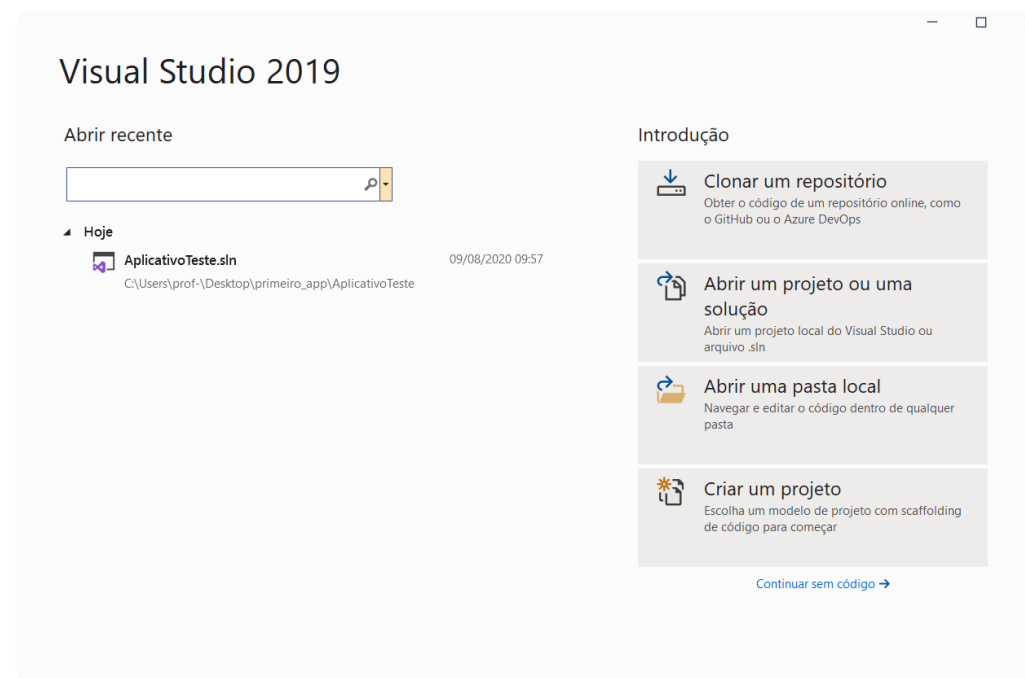 Visual Studio 2019
Abrir recente
Hoje
AplicativoTeste.sln
09/08/2020 09:57
C:\Users\prof-\Desktop\primeiro_app\AplicativoTeste
Introdução
Clonar um repositório
Obter o código de um repositório online, como
o GitHub ou o Azure DevOps
Abrir um projeto ou uma
solução
Abrir um projeto local do Visual Studio ou
arquivo .sln
Abrir uma pasta local
Navegar e editar o código dentro de qualquer
pasta
Criar um projeto
Escolha um modelo de projeto com scaffolding
de código para começar
Continuar sem código →